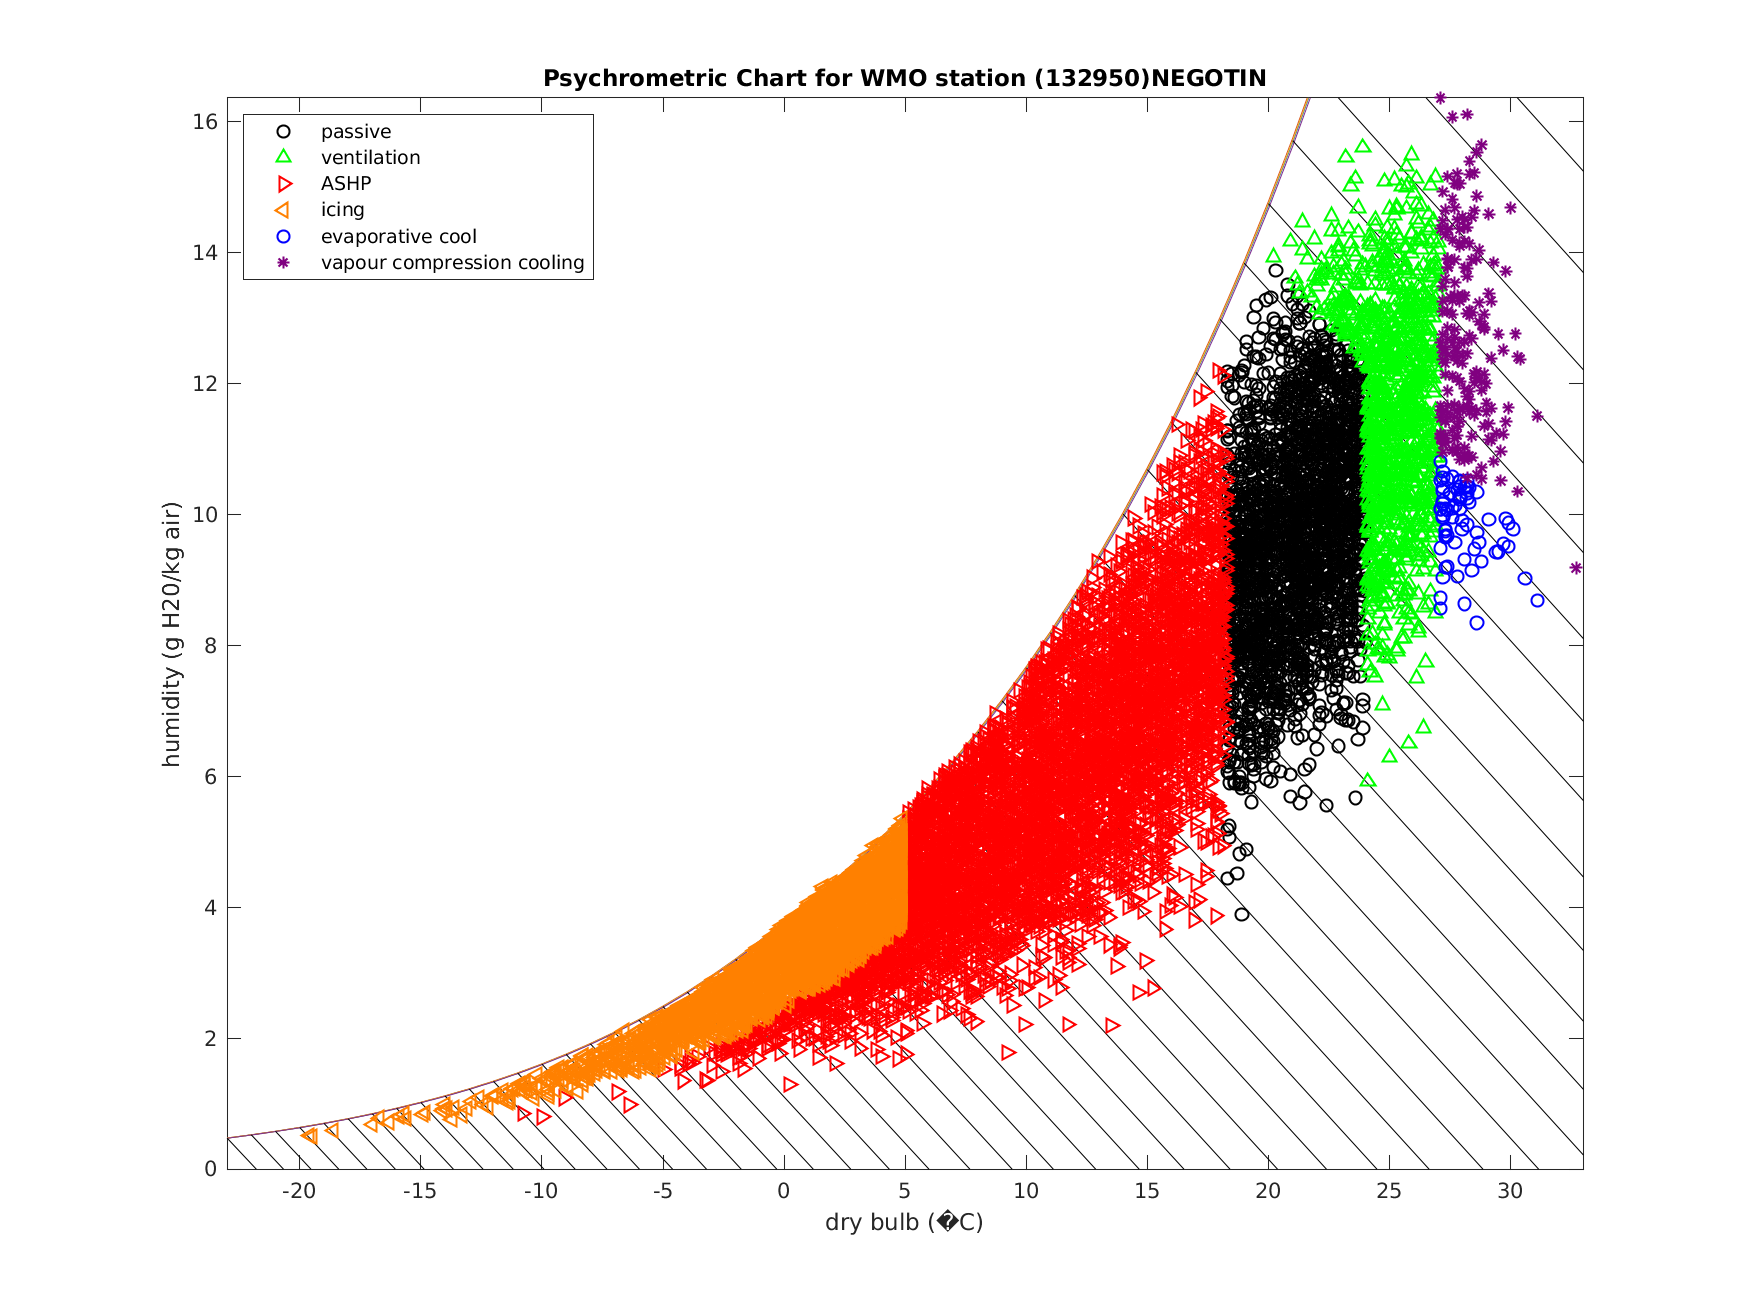 Psychrometric Chart for WMO station (132950)NEGOTIN
passive
ventilation
ASHP
icing
evaporative cool
vapour compression cooling
humidity (g H20/kg air)
16
14
12
10
8
6
4
2
0
-20 -15 -10 -5 0 5 10 15 20 25 30
dry bulb (�C)